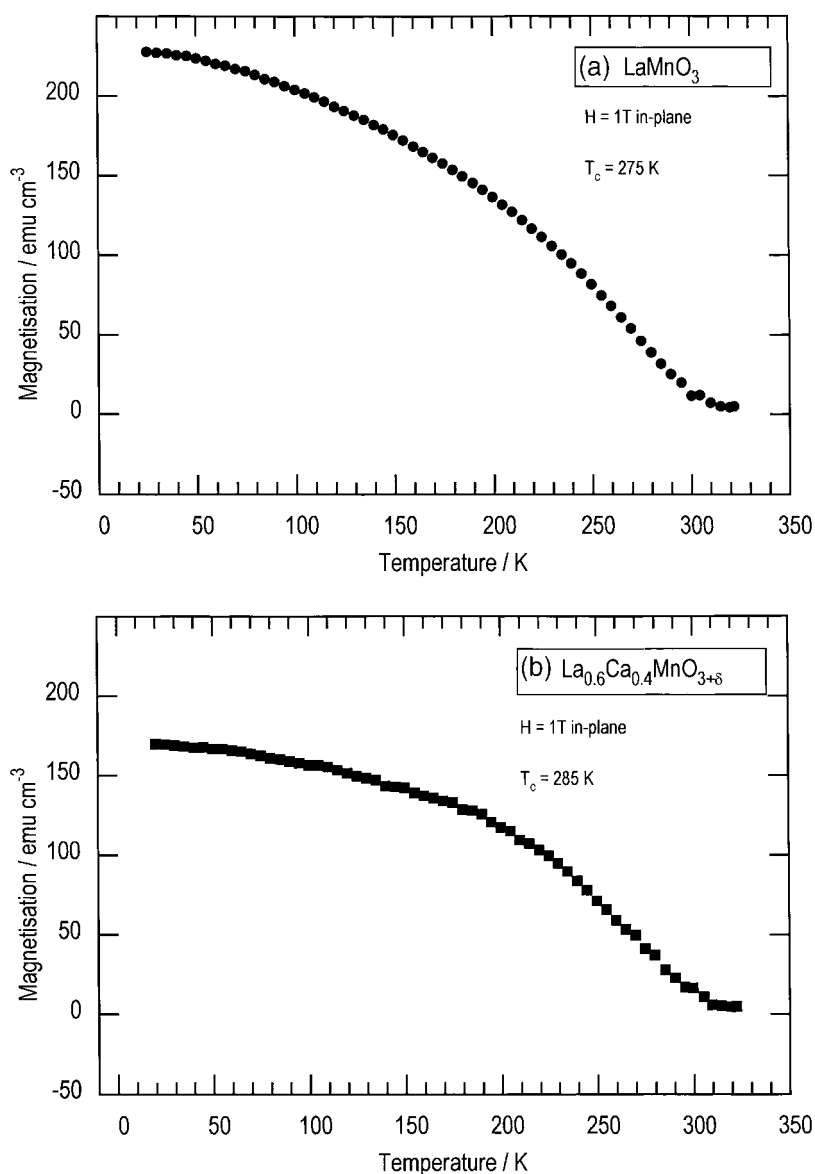 (a) LaMnO₃
H = 1T in-plane
T_c = 275 K
Magnetisation / emu cm⁻³
200
150
100
50
0
-50
0 50 100 150 200 250 300 350
Temperature / K
(b) La₀.₆Ca₀.₄MnO₃₊δ
H = 1T in-plane
T_c = 285 K
Magnetisation / emu cm⁻³
200
150
100
50
0
-50
0 50 100 150 200 250 300 350
Temperature / K